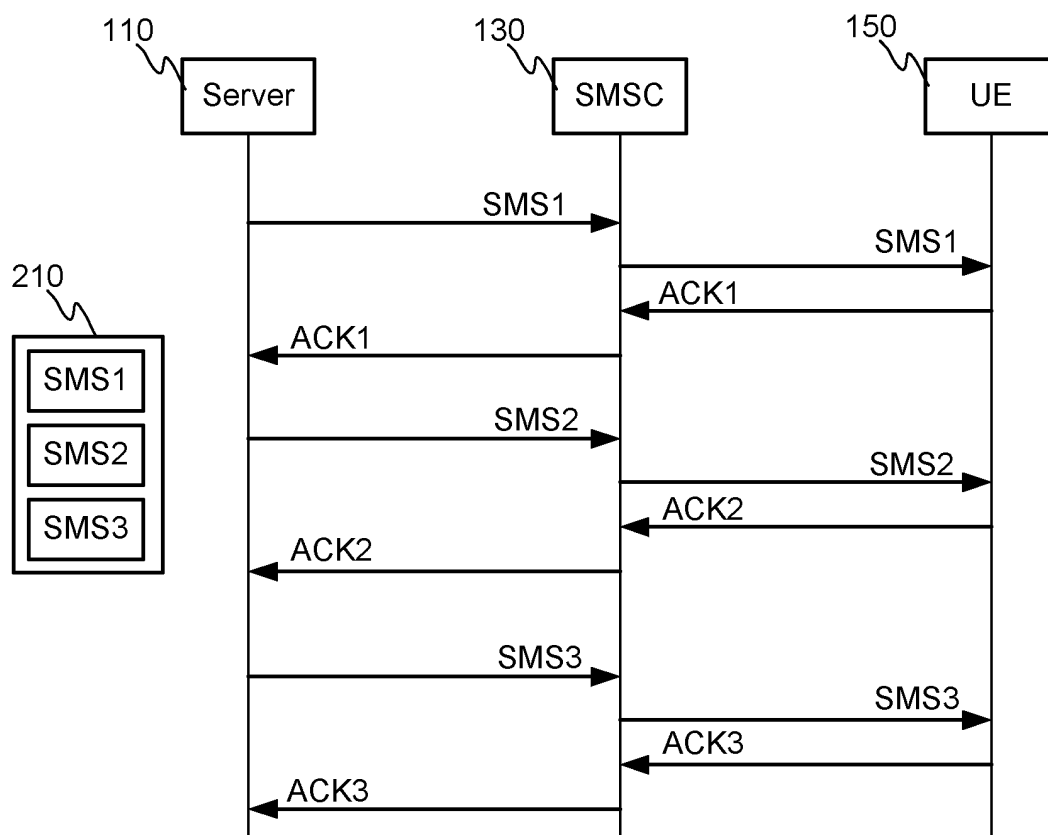 110
130
150
Server
SMSC
UE
SMS1
SMS1
ACK1
ACK1
210
SMS1
SMS2
SMS3
SMS2
SMS2
ACK2
ACK2
SMS3
SMS3
ACK3
ACK3